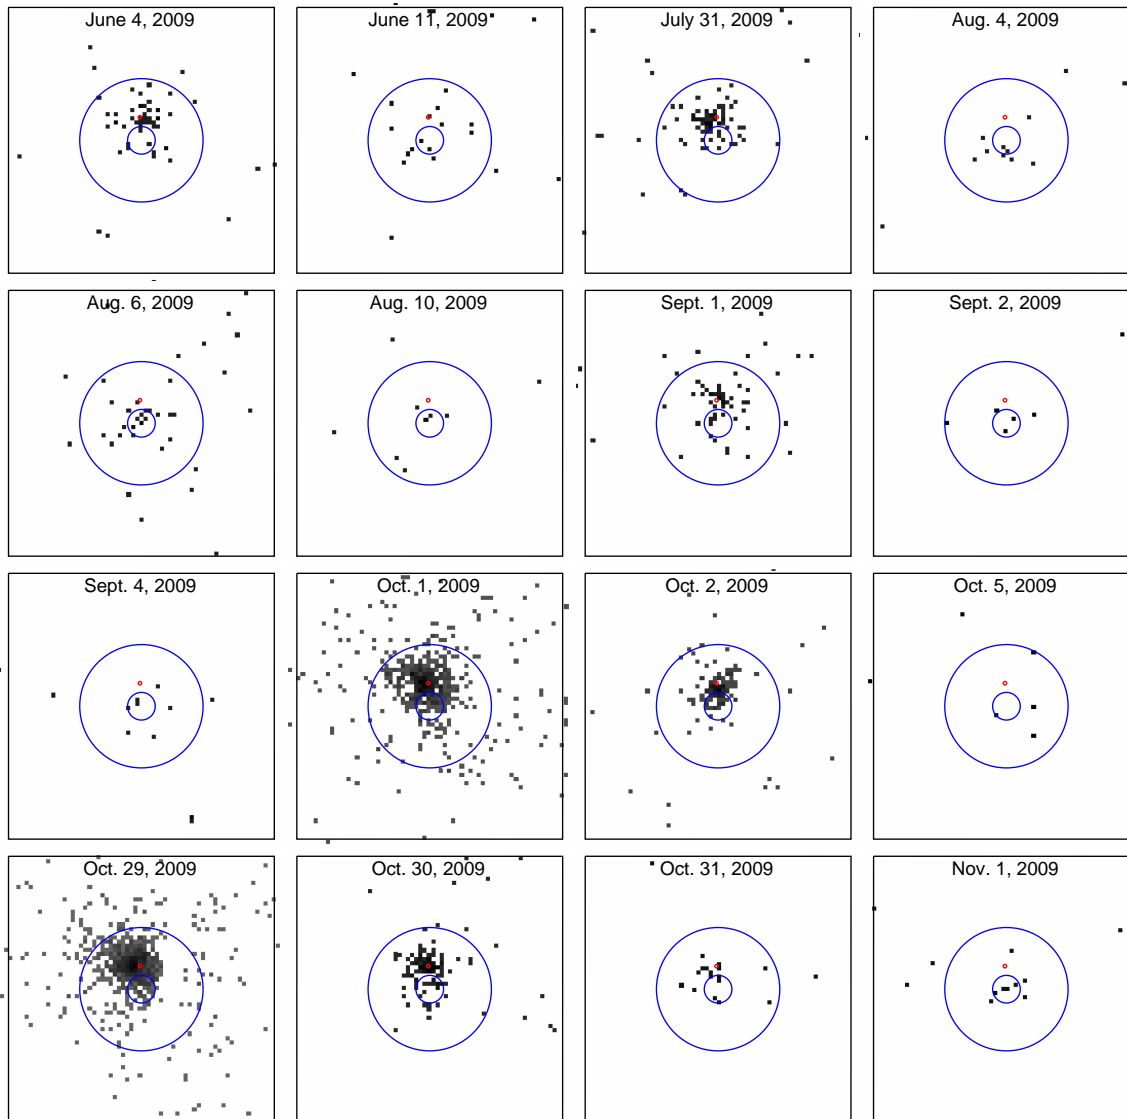 June 4, 2009
June 11, 2009
July 31, 2009
Aug. 4, 2009
Aug. 6, 2009
Aug. 10, 2009
Sept. 1, 2009
Sept. 2, 2009
Sept. 4, 2009
Oct. 1, 2009
Oct. 2, 2009
Oct. 5, 2009
Oct. 29, 2009
Oct. 30, 2009
Oct. 31, 2009
Nov. 1, 2009